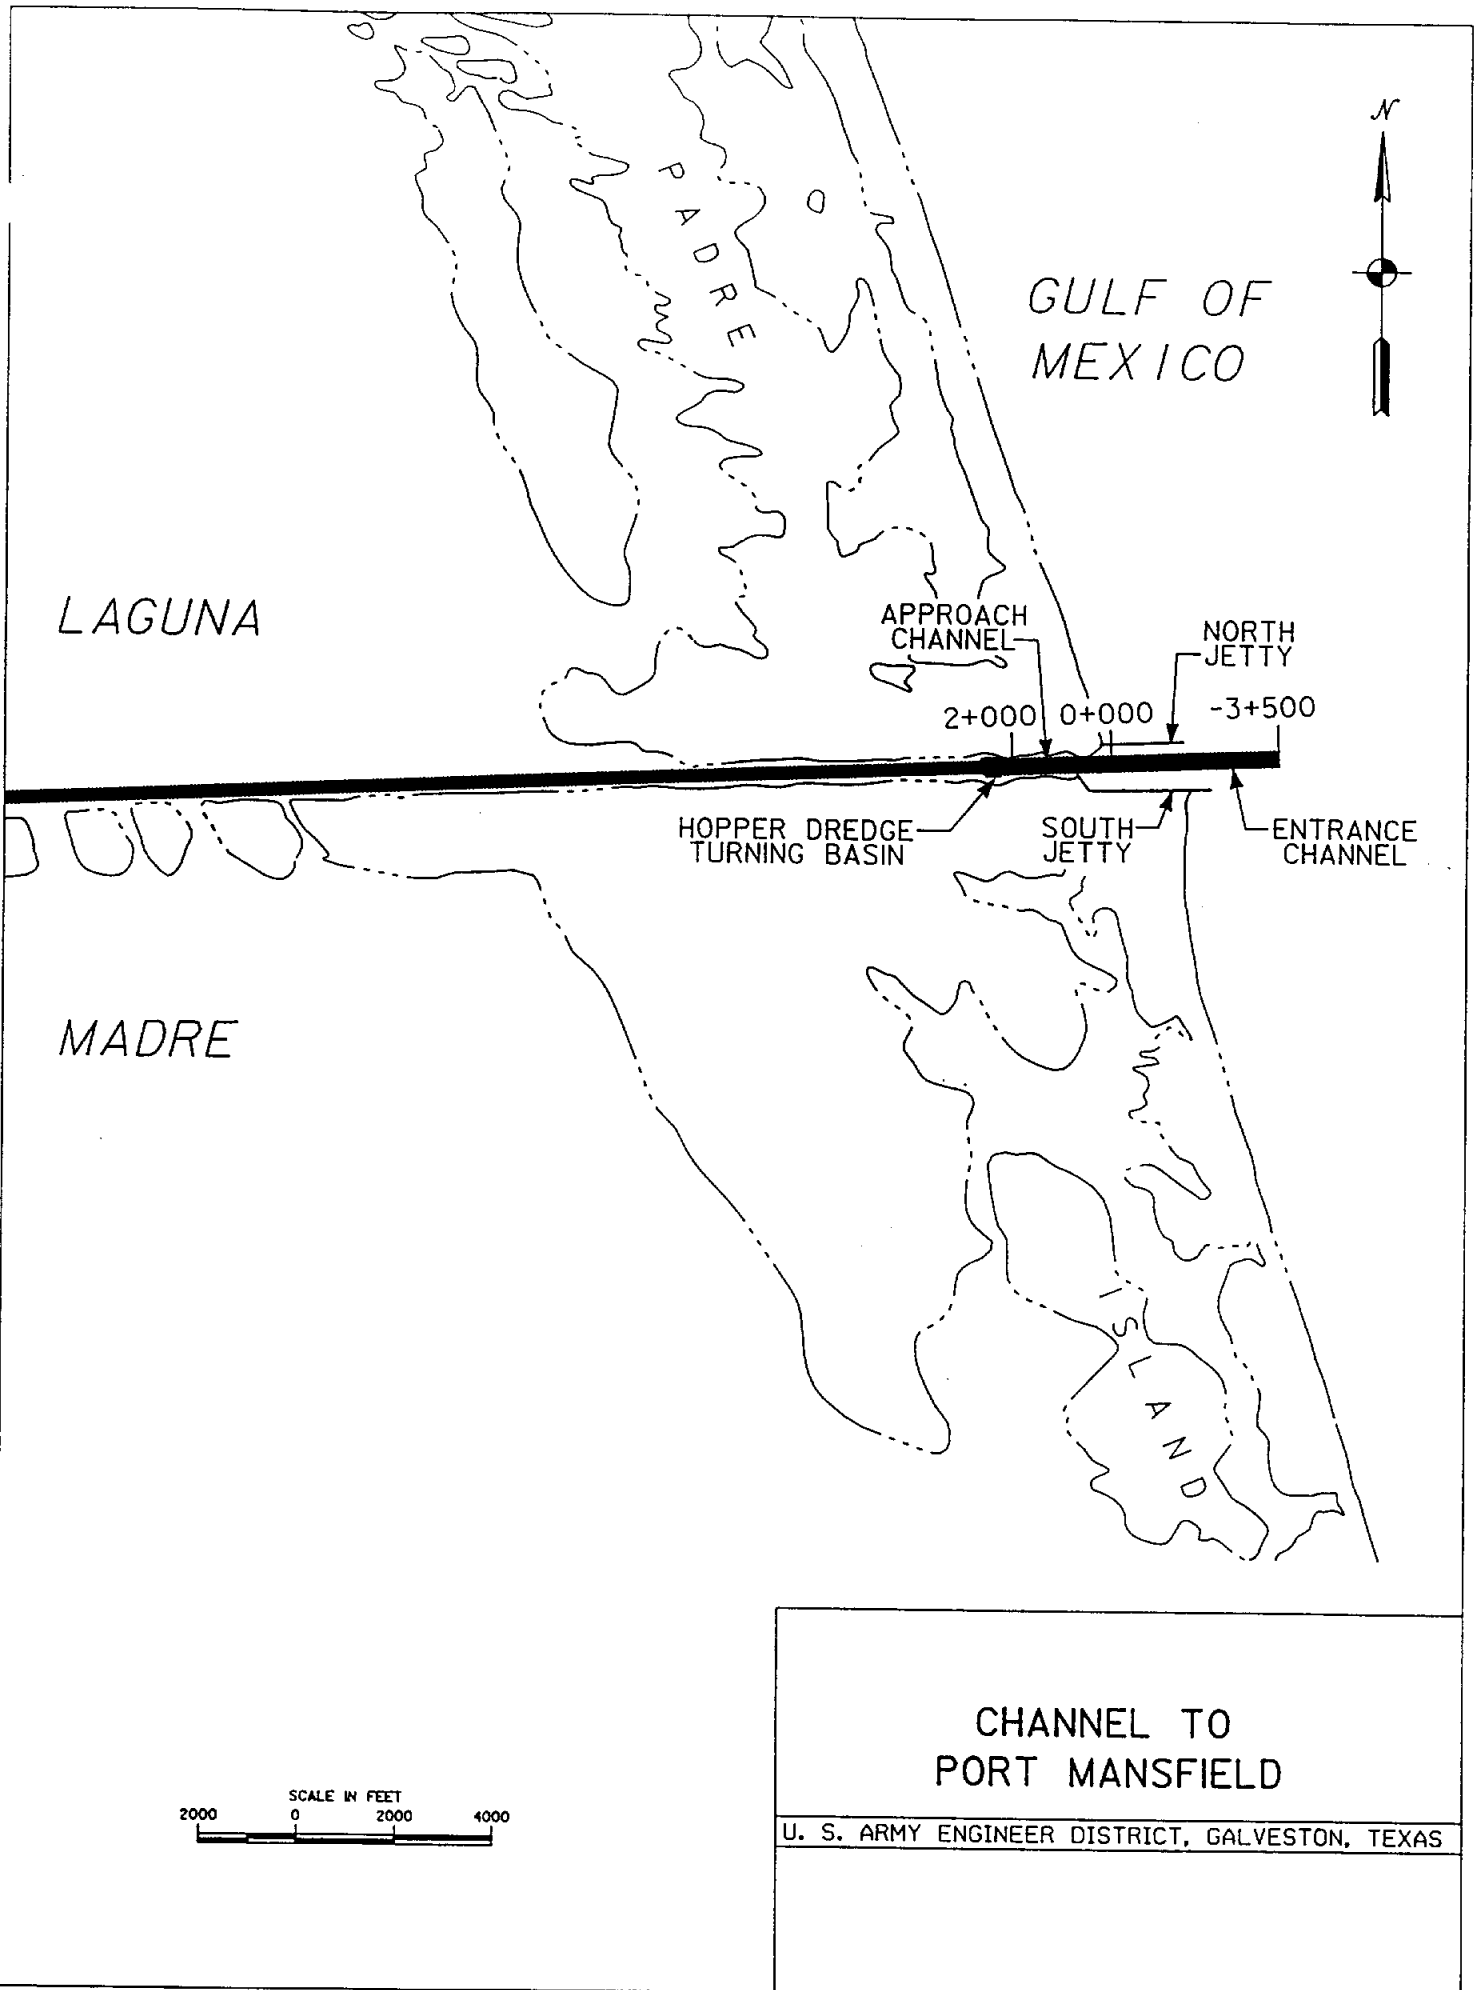 N
PADRE
GULF OF
MEXICO
LAGUNA
APPROACH
CHANNEL
NORTH
JETTY
2+000
0+000
-3+500
HOPPER DREDGE
TURNING BASIN
SOUTH
JETTY
ENTRANCE
CHANNEL
MADRE
ISLAND
CHANNEL TO
PORT MANSFIELD
SCALE IN FEET
2000 0 2000 4000
U. S. ARMY ENGINEER DISTRICT, GALVESTON, TEXAS